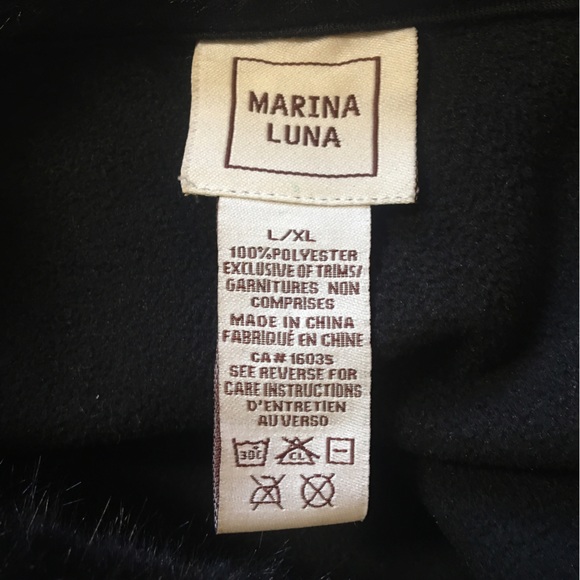 MARINA
LUNA
L/XL
100%POLYESTER
EXCLUSIVE OF TRIMS/
GARNITURES NON
COMPRISES
MADE IN CHINA
FABRIQUÉ EN CHINE
CA# 16035
SEE REVERSE FOR
CARE INSTRUCTIONS
D'ENTRETIEN
AU VERSO
30C CL